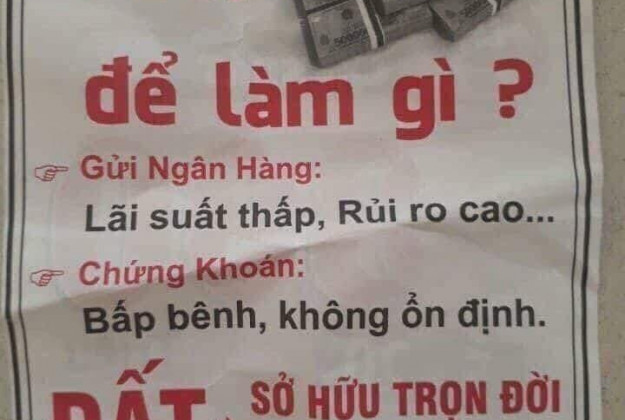 để làm gì ?
Gửi Ngân Hàng:
Lãi suất thấp, Rủi ro cao...
Chứng Khoán:
Bấp bênh, không ổn định.
ĐẤT SỞ HỮU TRỌN ĐỜI